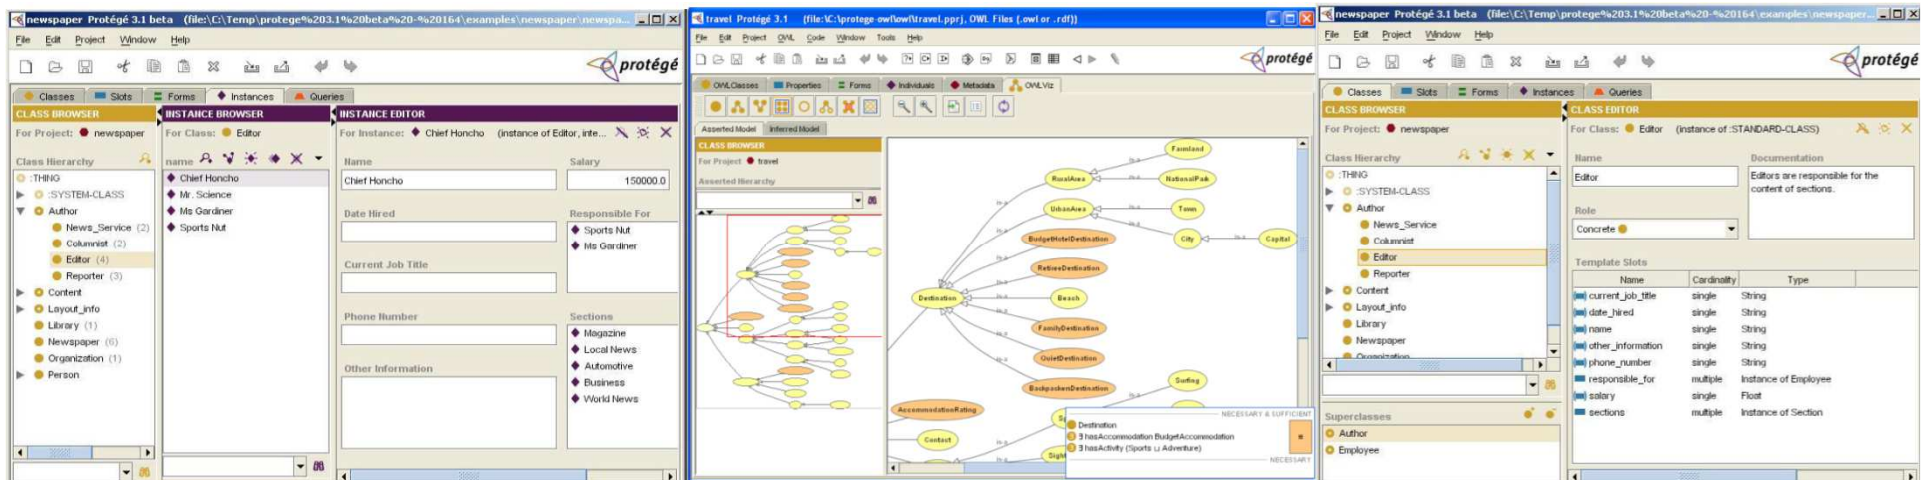 newspaper Protégé 3.1 beta (file:\C:\Temp\protege%203.1%20beta%20-%20164\examples\newspaper\newspa...
File Edit Project Window Help
protégé
Classes Slots Forms Instances Queries
CLASS BROWSER
For Project: newspaper
Class Hierarchy
:THING
:SYSTEM-CLASS
Author
News_Service (2)
Columnist (2)
Editor (4)
Reporter (3)
Content
Layout_info
Library (1)
Newspaper (6)
Organization (1)
Person
INSTANCE BROWSER
For Class: Editor
name
Chief Honcho
Mr. Science
Ms Gardiner
Sports Nut
INSTANCE EDITOR
For Instance: Chief Honcho (instance of Editor, inte...
Name
Chief Honcho
Salary
150000.0
Date Hired
Responsible For
Sports Nut
Ms Gardiner
Current Job Title
Phone Number
Sections
Magazine
Local News
Automotive
Business
World News
Other Information
travel Protégé 3.1 (file:\C:\protege-owl\owl\travel.pprj, OWL Files (.owl or .rdf))
File Edit Project OWL Code Window Tools Help
protégé
OWLClasses Properties Forms Individuals Metadata OWLViz
Asserted Model Inferred Model
CLASS BROWSER
For Project: travel
Asserted Hierarchy
Farmland
RuralArea
NationalPark
UrbanArea
Town
BudgetHotelDestination
City
Capital
RetireeDestination
Destination
Beach
FamilyDestination
QuietDestination
BackpackersDestination
Surfing
AccommodationRating
Contact
NECESSARY & SUFFICIENT
Destination
∃ hasAccommodation BudgetAccommodation
∃ hasActivity (Sports ⊔ Adventure)
NECESSARY
newspaper Protégé 3.1 beta (file:\C:\Temp\protege%203.1%20beta%20-%20164\examples\newspaper...
File Edit Project Window Help
protégé
Classes Slots Forms Instances Queries
CLASS BROWSER
For Project: newspaper
Class Hierarchy
:THING
:SYSTEM-CLASS
Author
News_Service
Columnist
Editor
Reporter
Content
Layout_info
Library
Newspaper
Organization
Superclasses
Author
Employee
CLASS EDITOR
For Class: Editor (instance of :STANDARD-CLASS)
Name
Editor
Documentation
Editors are responsible for the
content of sections.
Role
Concrete
Template Slots
Name Cardinality Type
current_job_title single String
date_hired single String
name single String
other_information single String
phone_number single String
responsible_for multiple Instance of Employee
salary single Float
sections multiple Instance of Section